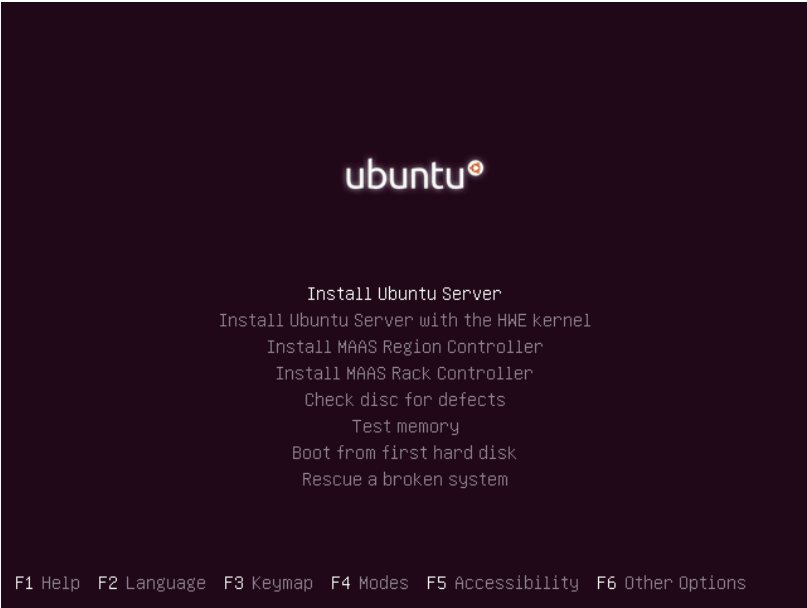 ubuntu
Install Ubuntu Server
Install Ubuntu Server with the HWE kernel
Install MAAS Region Controller
Install MAAS Rack Controller
Check disc for defects
Test memory
Boot from first hard disk
Rescue a broken system
F1 Help F2 Language F3 Keymap F4 Modes F5 Accessibility F6 Other Options